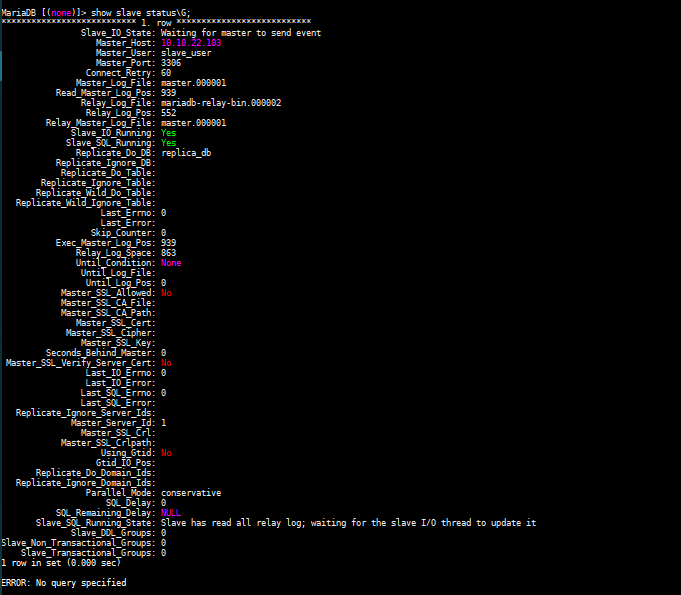 MariaDB [(none)]> show slave status\G;
*************************** 1. row ***************************
Slave_IO_State: Waiting for master to send event
Master_Host: 10.10.22.103
Master_User: slave_user
Master_Port: 3306
Connect_Retry: 60
Master_Log_File: master.000001
Read_Master_Log_Pos: 939
Relay_Log_File: mariadb-relay-bin.000002
Relay_Log_Pos: 552
Relay_Master_Log_File: master.000001
Slave_IO_Running: Yes
Slave_SQL_Running: Yes
Replicate_Do_DB: replica_db
Replicate_Ignore_DB:
Replicate_Do_Table:
Replicate_Ignore_Table:
Replicate_Wild_Do_Table:
Replicate_Wild_Ignore_Table:
Last_Errno: 0
Last_Error:
Skip_Counter: 0
Exec_Master_Log_Pos: 939
Relay_Log_Space: 863
Until_Condition: None
Until_Log_File:
Until_Log_Pos: 0
Master_SSL_Allowed: No
Master_SSL_CA_File:
Master_SSL_CA_Path:
Master_SSL_Cert:
Master_SSL_Cipher:
Master_SSL_Key:
Seconds_Behind_Master: 0
Master_SSL_Verify_Server_Cert: No
Last_IO_Errno: 0
Last_IO_Error:
Last_SQL_Errno: 0
Last_SQL_Error:
Replicate_Ignore_Server_Ids:
Master_Server_Id: 1
Master_SSL_Crl:
Master_SSL_Crlpath:
Using_Gtid: No
Gtid_IO_Pos:
Replicate_Do_Domain_Ids:
Replicate_Ignore_Domain_Ids:
Parallel_Mode: conservative
SQL_Delay: 0
SQL_Remaining_Delay: NULL
Slave_SQL_Running_State: Slave has read all relay log; waiting for the slave I/O thread to update it
Slave_DDL_Groups: 0
Slave_Non_Transactional_Groups: 0
Slave_Transactional_Groups: 0
1 row in set (0.000 sec)
ERROR: No query specified